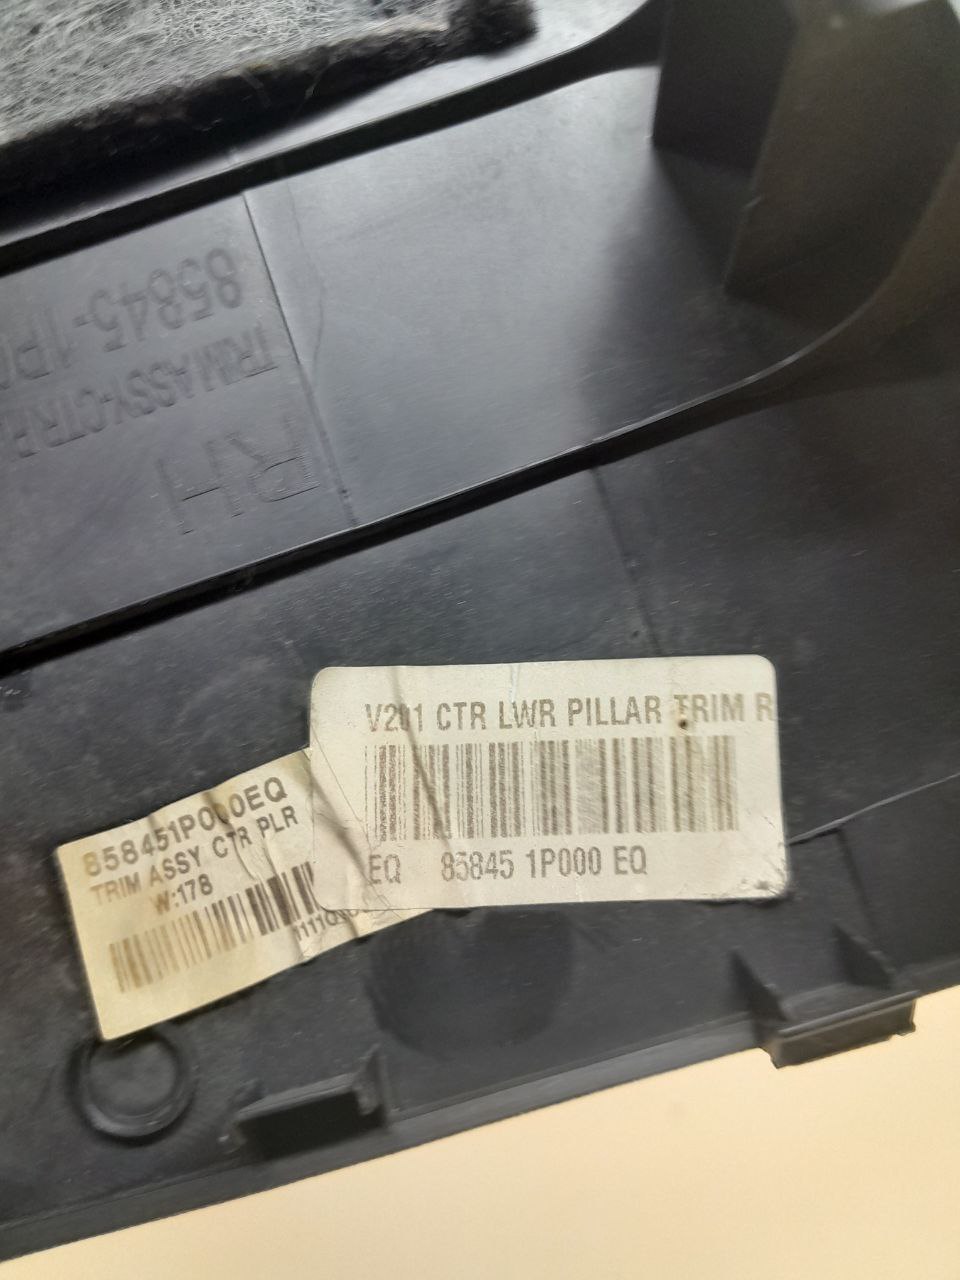 85845-1P0
TRIM ASSY-CTR P
RH
V201 CTR LWR PILLAR TRIM R
EQ 85845 1P000 EQ
858451P000EQ
TRIM ASSY CTR PLR
W:178